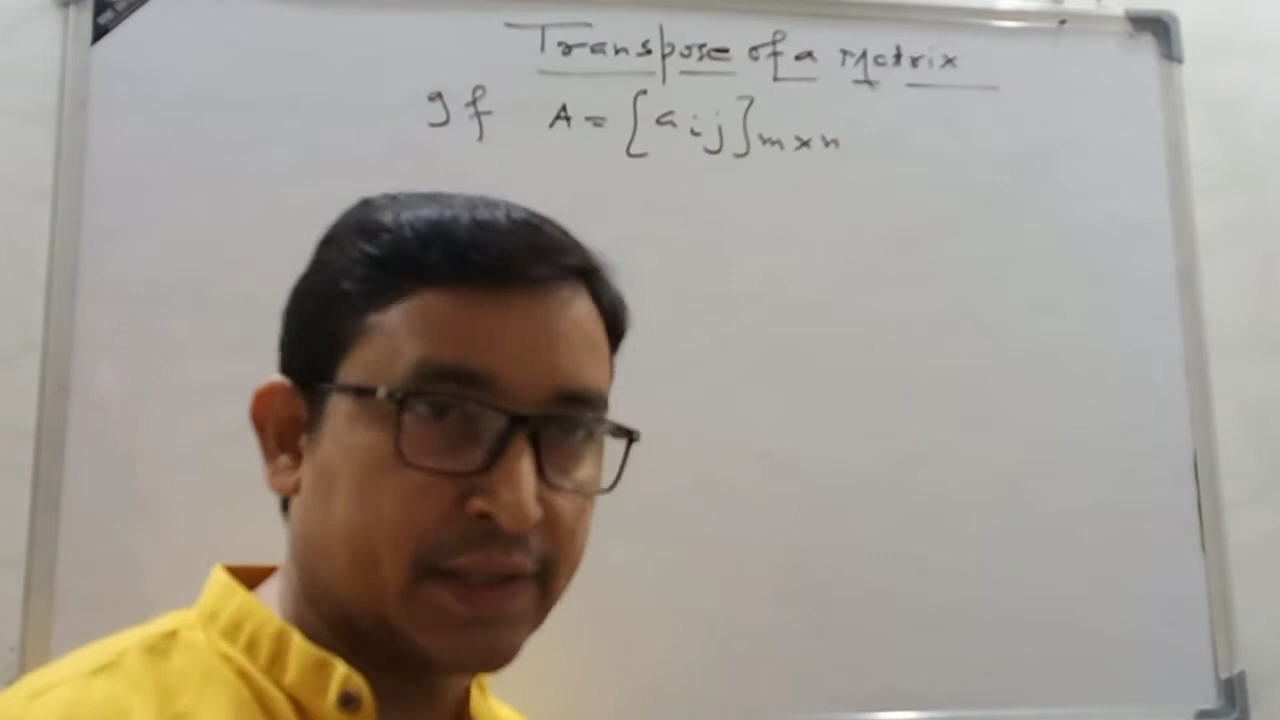 Transpose of a Matrix
If A = [aij]m×n